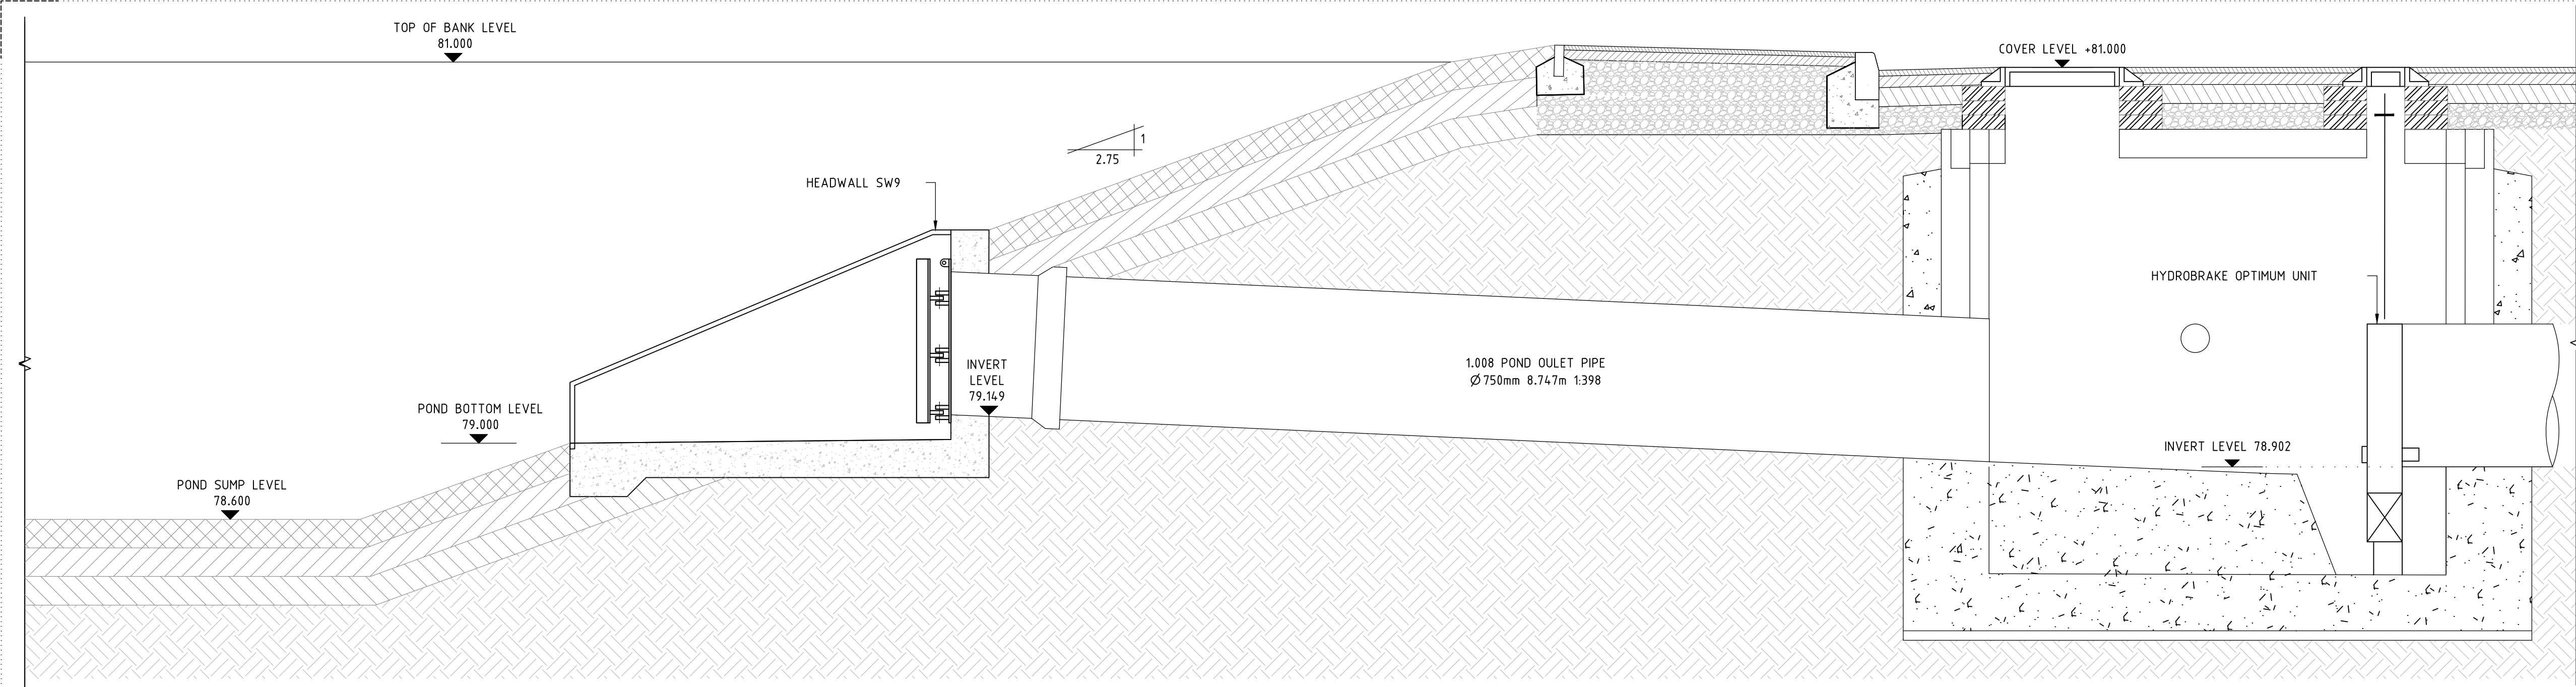 TOP OF BANK LEVEL
81.000
COVER LEVEL +81.000
1
2.75
HEADWALL SW9
HYDROBRAKE OPTIMUM UNIT
INVERT
LEVEL
79.149
1.008 POND OULET PIPE
Ø750mm 8.747m 1:398
POND BOTTOM LEVEL
79.000
INVERT LEVEL 78.902
POND SUMP LEVEL
78.600